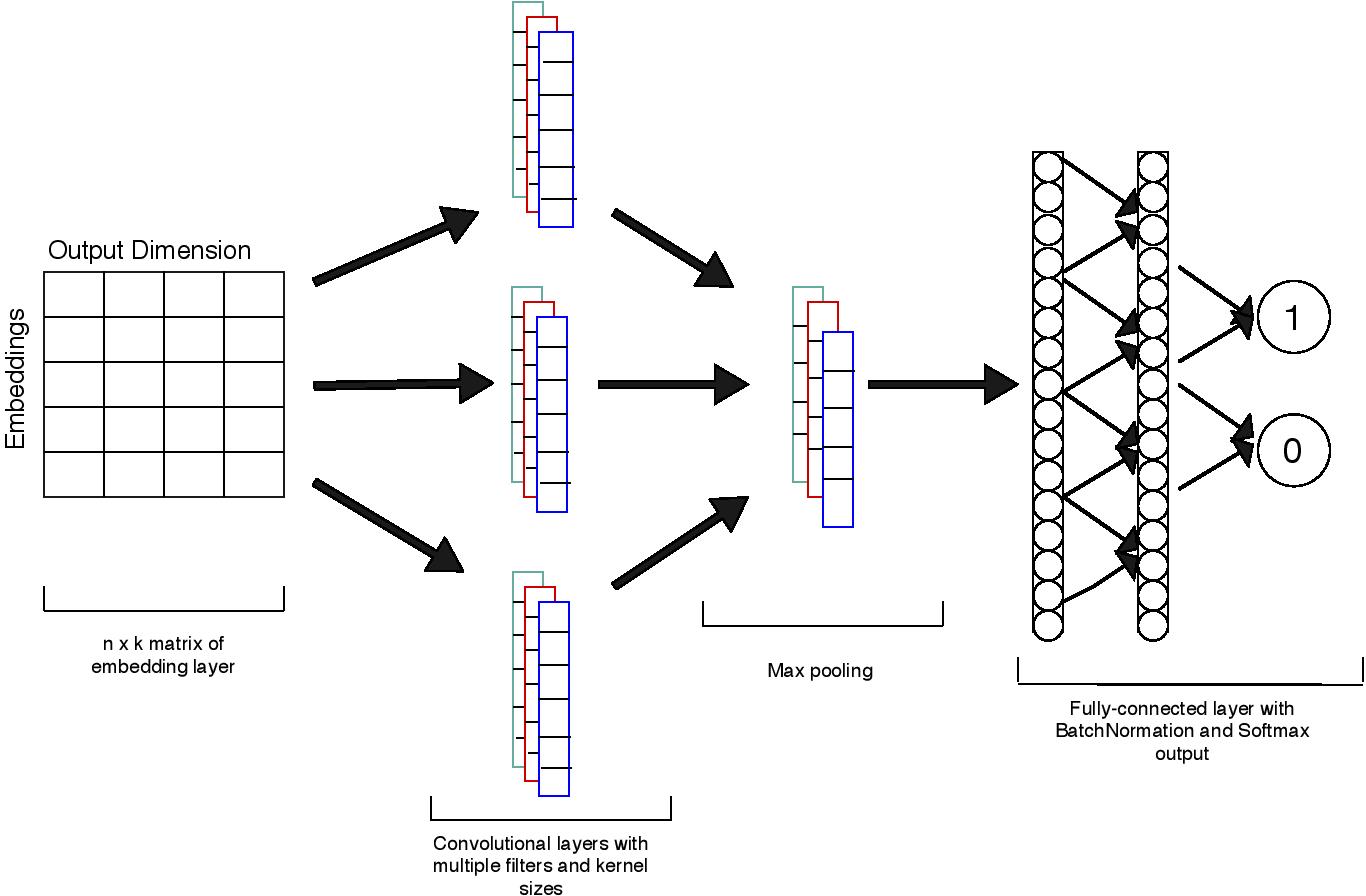 Output Dimension
Embeddings
n x k matrix of
embedding layer
Convolutional layers with
multiple filters and kernel
sizes
Max pooling
1
0
Fully-connected layer with
BatchNormation and Softmax
output